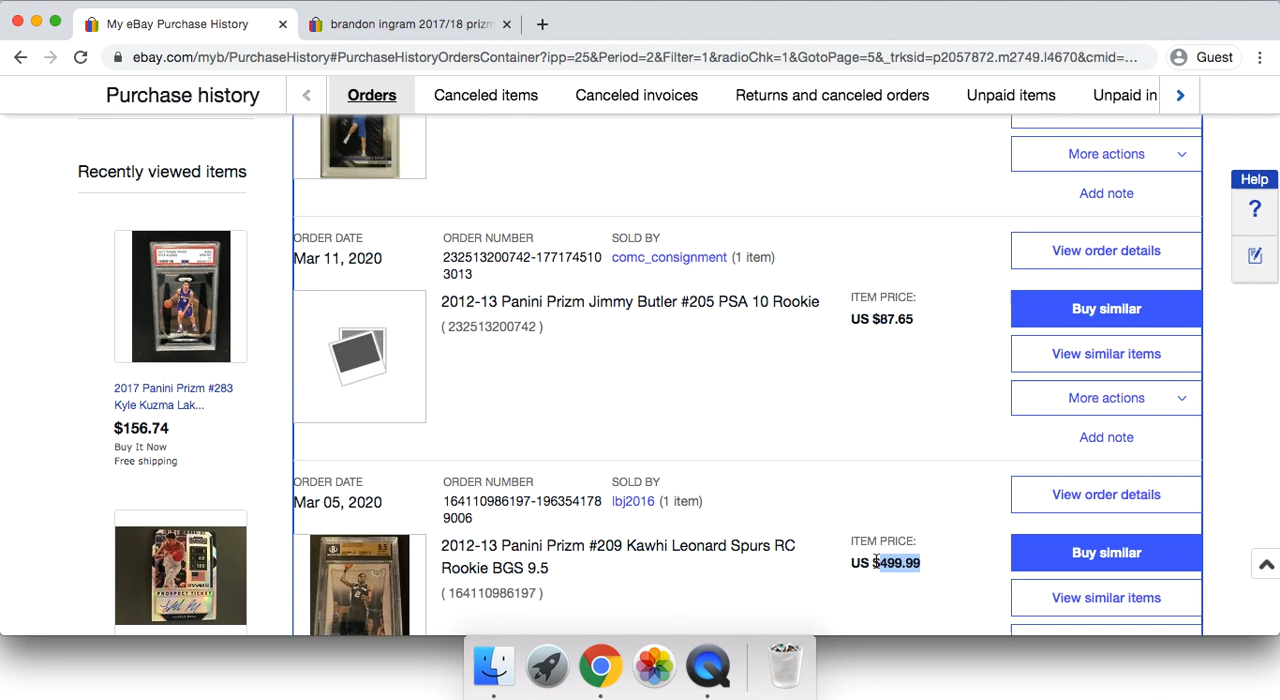 My eBay Purchase History
brandon ingram 2017/18 prizm
ebay.com/myb/PurchaseHistory#PurchaseHistoryOrdersContainer?ipp=25&Period=2&Filter=1&radioChk=1&GotoPage=5&_trksid=p2057872.m2749.l4670&cmid=...
Guest
Purchase history
Orders
Canceled items
Canceled invoices
Returns and canceled orders
Unpaid items
Unpaid in
Recently viewed items
More actions
Add note
Help
?
ORDER DATE
Mar 11, 2020
ORDER NUMBER
232513200742-177174510
3013
SOLD BY
comc_consignment (1 item)
View order details
2012-13 Panini Prizm Jimmy Butler #205 PSA 10 Rookie
( 232513200742 )
ITEM PRICE:
US $87.65
Buy similar
View similar items
More actions
Add note
2017 Panini Prizm #283
Kyle Kuzma Lak...
$156.74
Buy It Now
Free shipping
ORDER DATE
Mar 05, 2020
ORDER NUMBER
164110986197-196354178
9006
SOLD BY
lbj2016 (1 item)
View order details
2012-13 Panini Prizm #209 Kawhi Leonard Spurs RC
Rookie BGS 9.5
( 164110986197 )
ITEM PRICE:
US $499.99
Buy similar
View similar items
PROSPECT TICKET